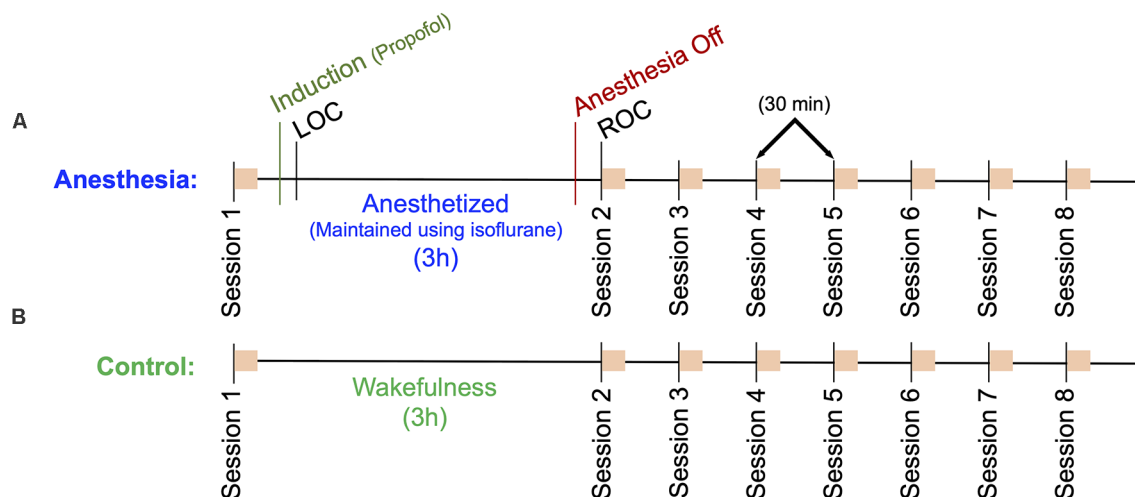 Induction (Propofol)
LOC
Anesthesia Off
ROC
(30 min)
A
Anesthesia:
Anesthetized
(Maintained using isoflurane)
(3h)
Session 1
Session 2
Session 3
Session 4
Session 5
Session 6
Session 7
Session 8
B
Control:
Wakefulness
(3h)
Session 1
Session 2
Session 3
Session 4
Session 5
Session 6
Session 7
Session 8